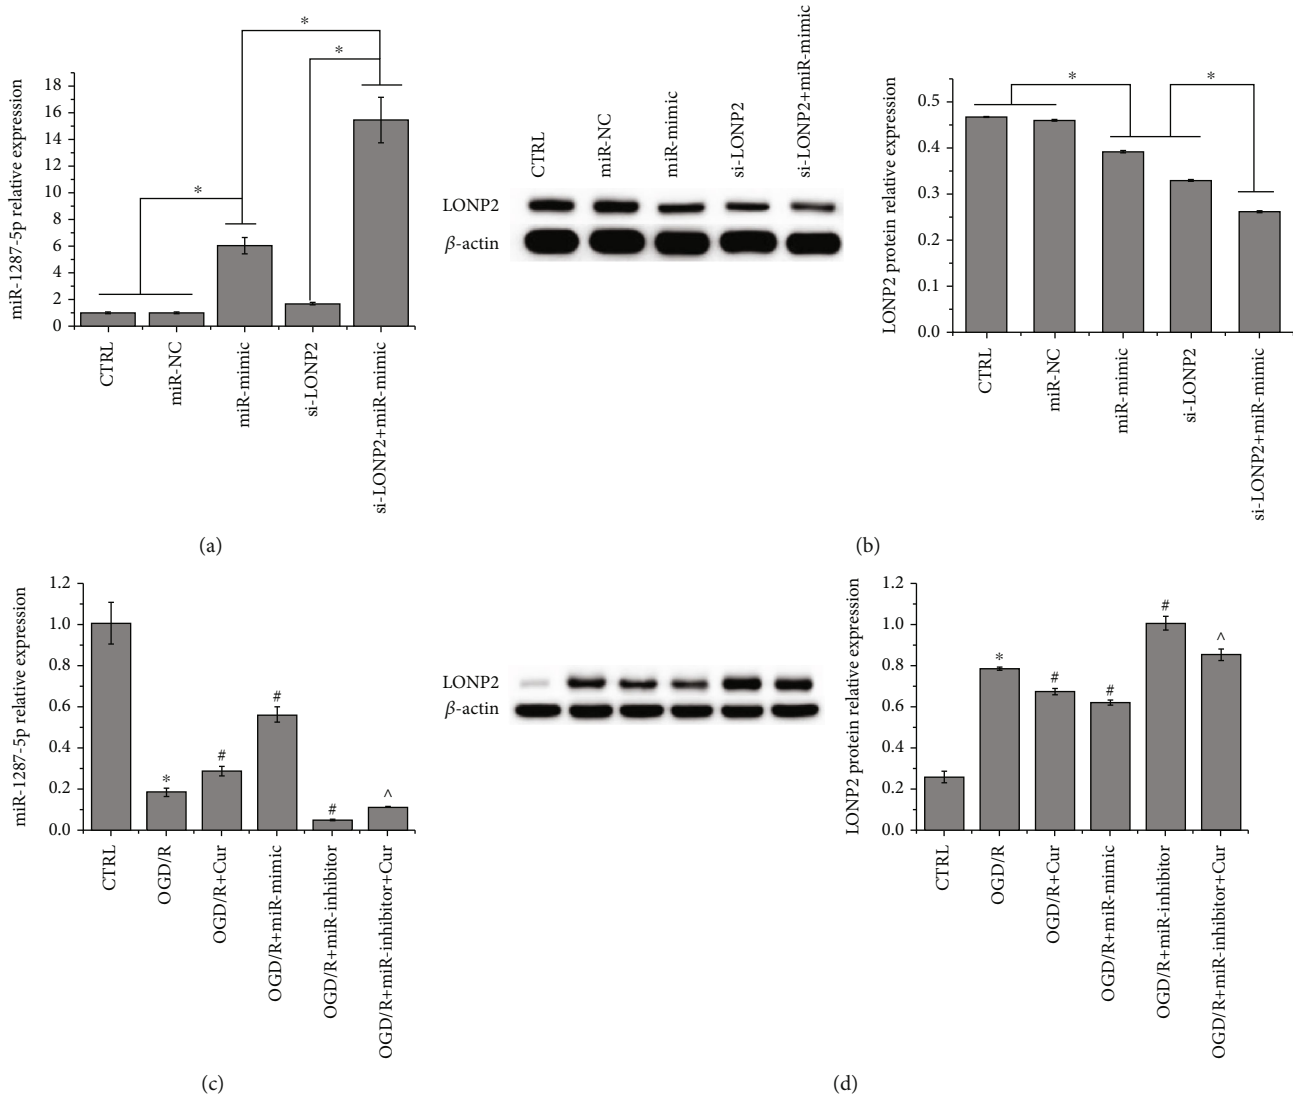 miR-1287-5p relative expression
18
16
14
12
10
8
6
4
2
0
*
*
*
CTRL
miR-NC
miR-mimic
si-LONP2
si-LONP2+miR-mimic
(a)
CTRL
miR-NC
miR-mimic
si-LONP2
si-LONP2+miR-mimic
LONP2
β-actin
LONP2 protein relative expression
0.5
0.4
0.3
0.2
0.1
0.0
*
*
CTRL
miR-NC
miR-mimic
si-LONP2
si-LONP2+miR-mimic
(b)
miR-1287-5p relative expression
1.2
1.0
0.8
0.6
0.4
0.2
0.0
*
#
#
#
^
CTRL
OGD/R
OGD/R+Cur
OGD/R+miR-mimic
OGD/R+miR-inhibitor
OGD/R+miR-inhibitor+Cur
(c)
LONP2
β-actin
LONP2 protein relative expression
1.2
1.0
0.8
0.6
0.4
0.2
0.0
*
#
#
#
^
CTRL
OGD/R
OGD/R+Cur
OGD/R+miR-mimic
OGD/R+miR-inhibitor
OGD/R+miR-inhibitor+Cur
(d)